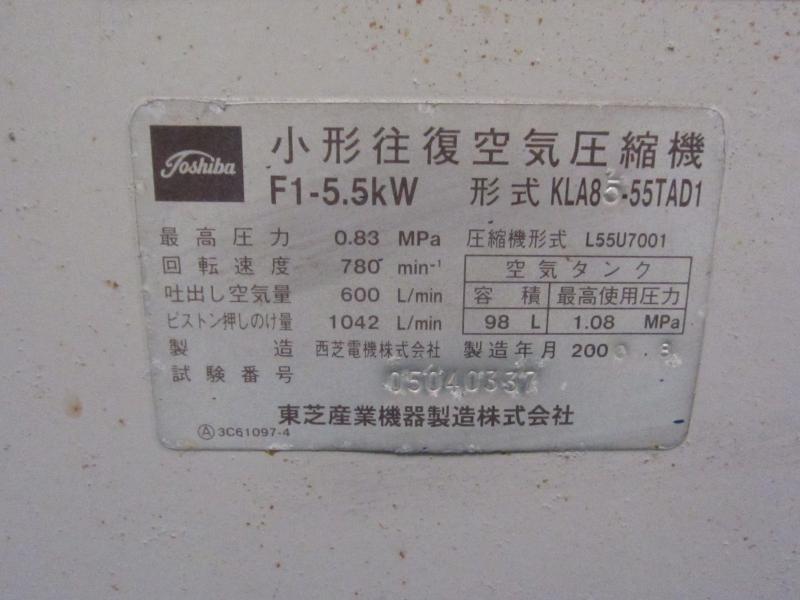 Toshiba
小形往復空気圧縮機
F1-5.5kW 形式 KLA85-55TAD1
最高圧力 0.83 MPa 圧縮機形式 L55U7001
回転速度 780 min-1 空気タンク
吐出し空気量 600 L/min 容積 最高使用圧力
ピストン押しのけ量 1042 L/min 98 L 1.08 MPa
製造 西芝電機株式会社 製造年月 200
試験番号 05040337
東芝産業機器製造株式会社
Ⓐ 3C61097-4